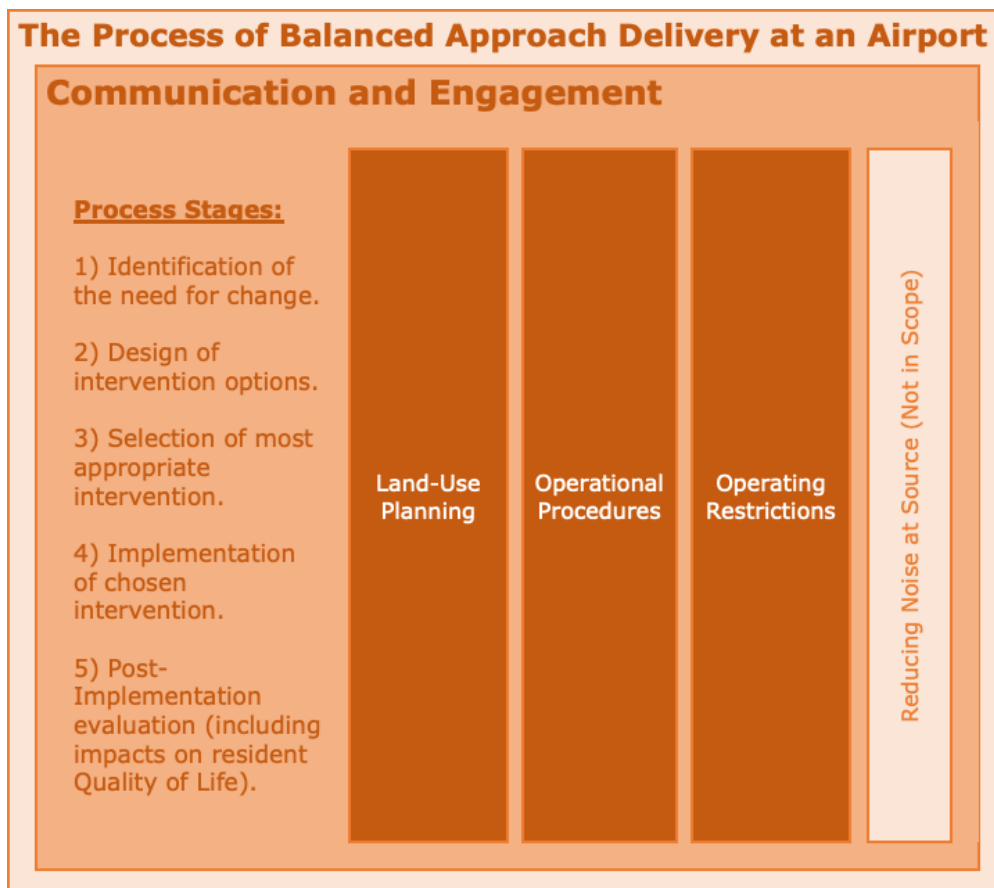 The Process of Balanced Approach Delivery at an Airport
Communication and Engagement
Process Stages:
1) Identification of
the need for change.
2) Design of
intervention options.
3) Selection of most
appropriate
intervention.
4) Implementation
of chosen
intervention.
5) Post-
Implementation
evaluation (including
impacts on resident
Quality of Life).
Land-Use
Planning
Operational
Procedures
Operating
Restrictions
Reducing Noise at Source (Not in Scope)